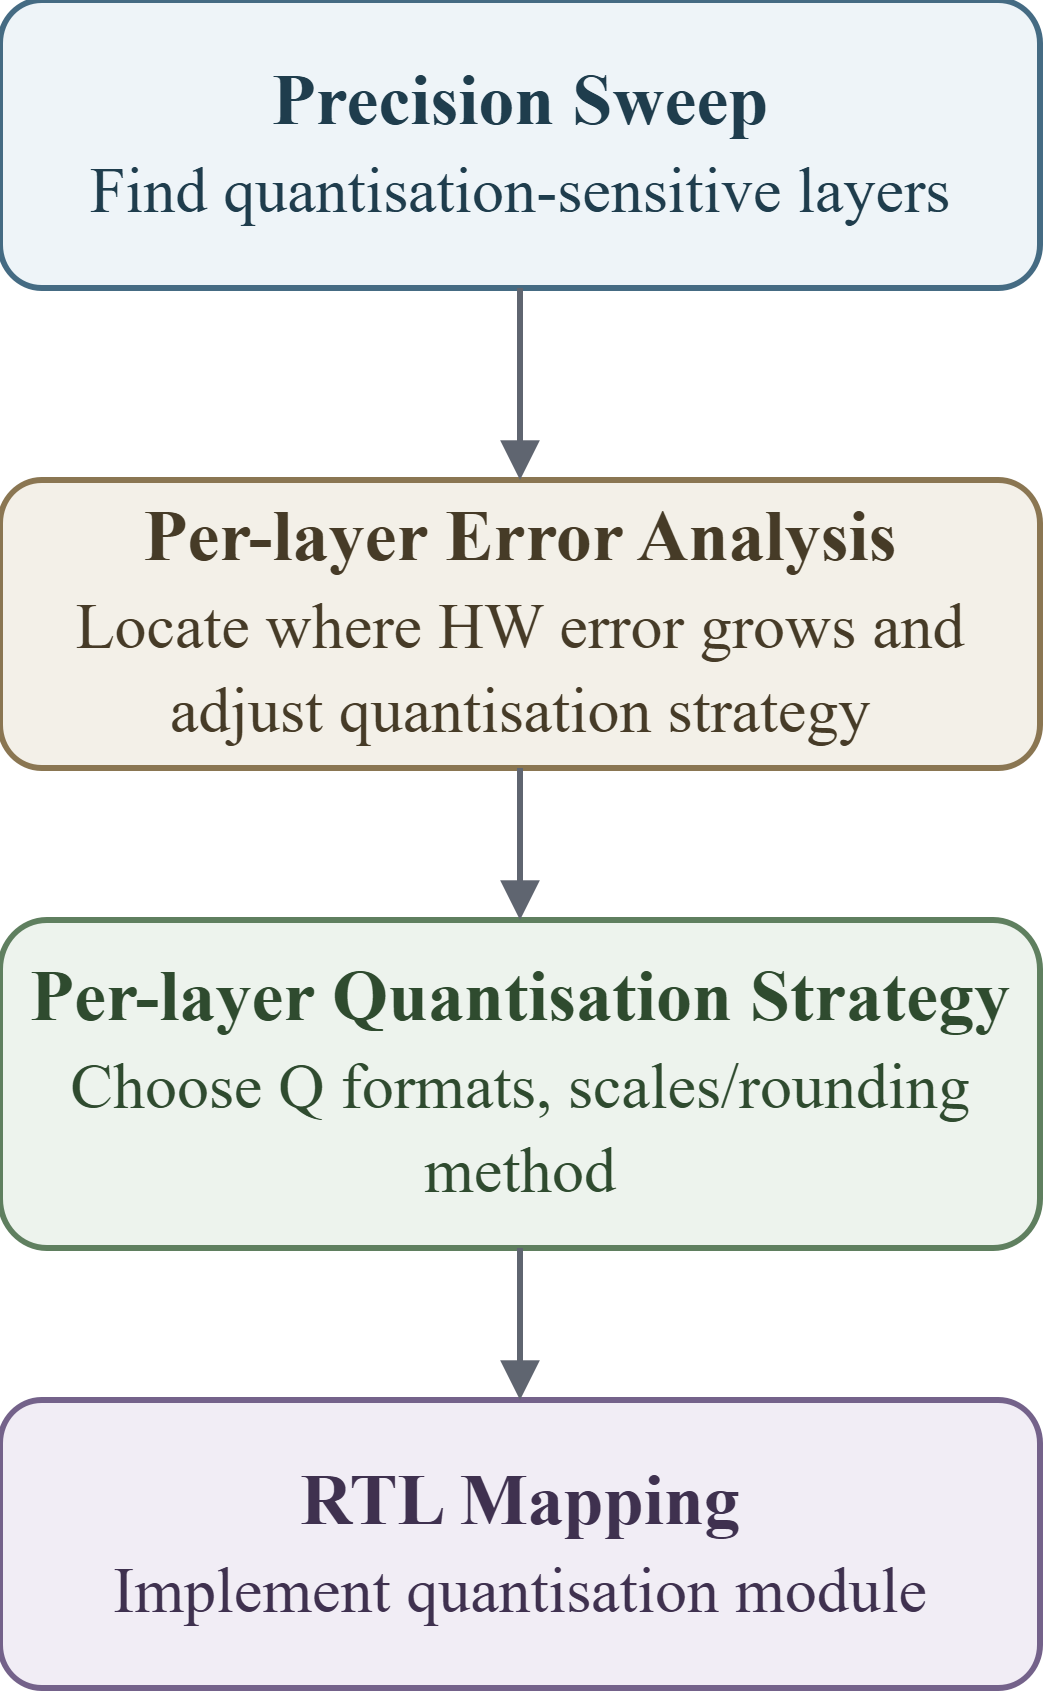 Precision Sweep
Find quantisation-sensitive layers
Per-layer Error Analysis
Locate where HW error grows and
adjust quantisation strategy
Per-layer Quantisation Strategy
Choose Q formats, scales/rounding
method
RTL Mapping
Implement quantisation module